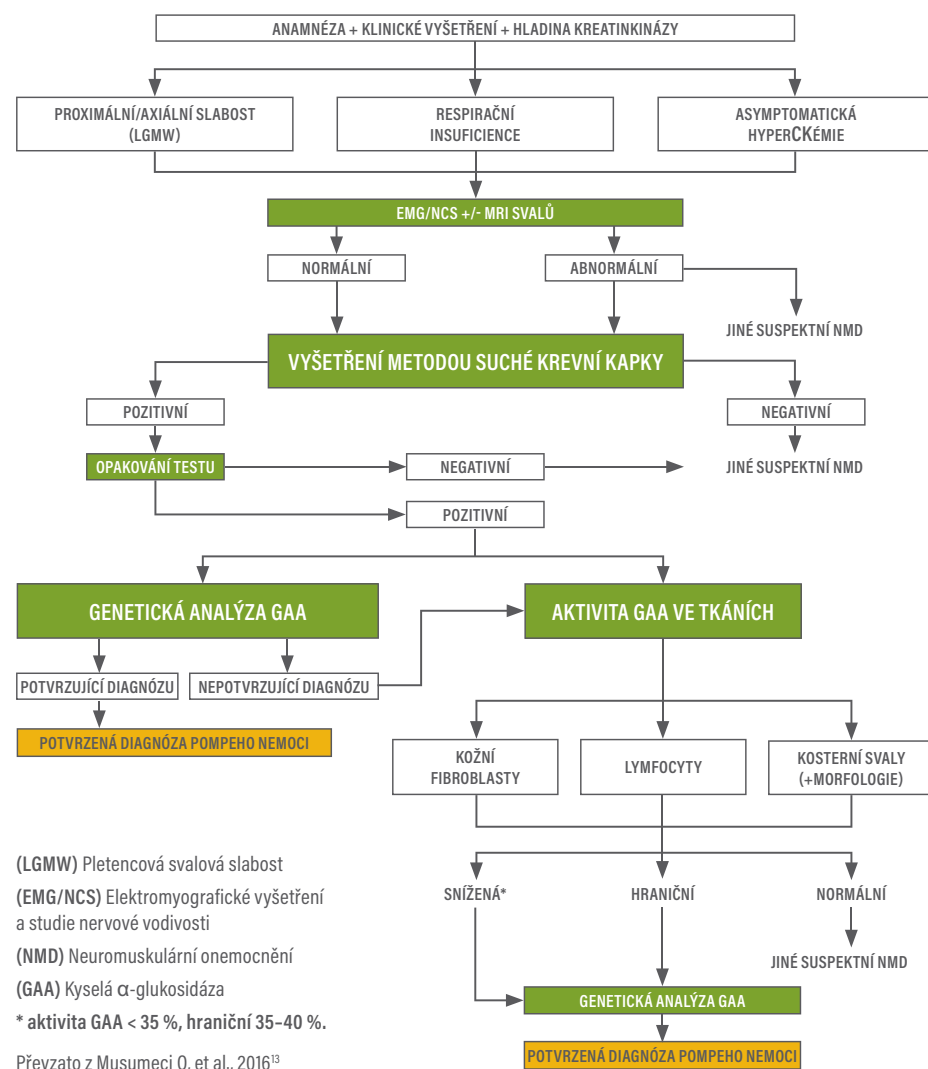 ANAMNÉZA + KLINICKÉ VYŠETŘENÍ + HLADINA KREATINKINÁZY
PROXIMÁLNÍ/AXIÁLNÍ SLABOST
(LGMW)
RESPIRAČNÍ
INSUFICIENCE
ASYMPTOMATICKÁ
HYPERCKÉMIE
EMG/NCS +/- MRI SVALŮ
NORMÁLNÍ
ABNORMÁLNÍ
JINÉ SUSPEKTNÍ NMD
VYŠETŘENÍ METODOU SUCHÉ KREVNÍ KAPKY
POZITIVNÍ
NEGATIVNÍ
OPAKOVÁNÍ TESTU
NEGATIVNÍ
JINÉ SUSPEKTNÍ NMD
POZITIVNÍ
GENETICKÁ ANALÝZA GAA
AKTIVITA GAA VE TKÁNÍCH
POTVRZUJÍCÍ DIAGNÓZU
NEPOTVRZUJÍCÍ DIAGNÓZU
POTVRZENÁ DIAGNÓZA POMPEHO NEMOCI
KOŽNÍ
FIBROBLASTY
LYMFOCYTY
KOSTERNÍ SVALY
(+MORFOLOGIE)
SNÍŽENÁ*
HRANIČNÍ
NORMÁLNÍ
JINÉ SUSPEKTNÍ NMD
GENETICKÁ ANALÝZA GAA
POTVRZENÁ DIAGNÓZA POMPEHO NEMOCI
(LGMW) Pletencová svalová slabost
(EMG/NCS) Elektromyografické vyšetření
a studie nervové vodivosti
(NMD) Neuromuskulární onemocnění
(GAA) Kyselá α-glukosidáza
* aktivita GAA < 35 %, hraniční 35–40 %.
Převzato z Musumeci O. et al., 2016¹³